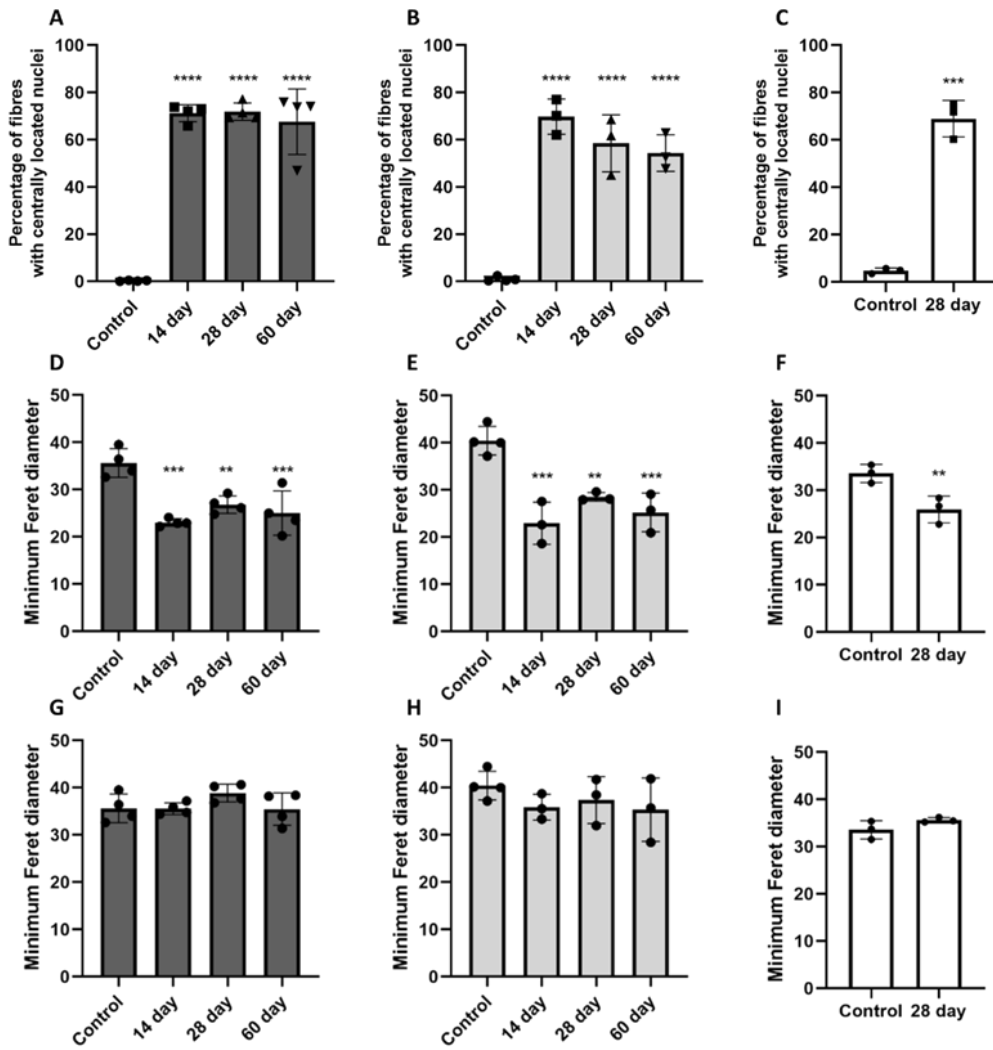 A
Percentage of fibres
with centrally located nuclei
100
80
60
40
20
0
****
****
****
Control
14 day
28 day
60 day
B
Percentage of fibres
with centrally located nuclei
100
80
60
40
20
0
****
****
****
Control
14 day
28 day
60 day
C
Percentage of fibres
with centrally located nuclei
100
80
60
40
20
0
***
Control 28 day
D
Minimum Feret diameter
50
40
30
20
10
0
***
**
***
Control
14 day
28 day
60 day
E
Minimum Feret diameter
50
40
30
20
10
0
***
**
***
Control
14 day
28 day
60 day
F
Minimum Feret diameter
50
40
30
20
10
0
**
Control 28 day
G
Minimum Feret diameter
50
40
30
20
10
0
Control
14 day
28 day
60 day
H
Minimum Feret diameter
50
40
30
20
10
0
Control
14 day
28 day
60 day
I
Minimum Feret diameter
50
40
30
20
10
0
Control 28 day